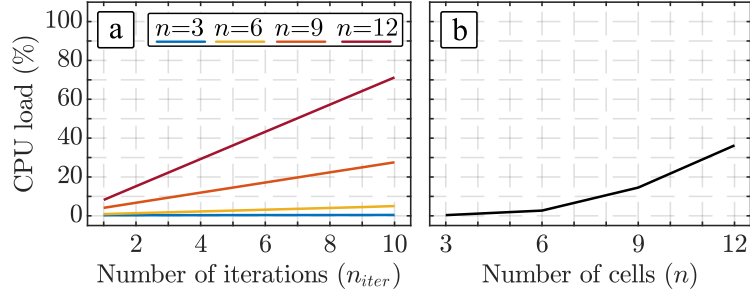 100
80
60
40
20
0
CPU load (%)
a
n=3 n=6 n=9 n=12
2 4 6 8 10
Number of iterations (n_iter)
b
3 6 9 12
Number of cells (n)